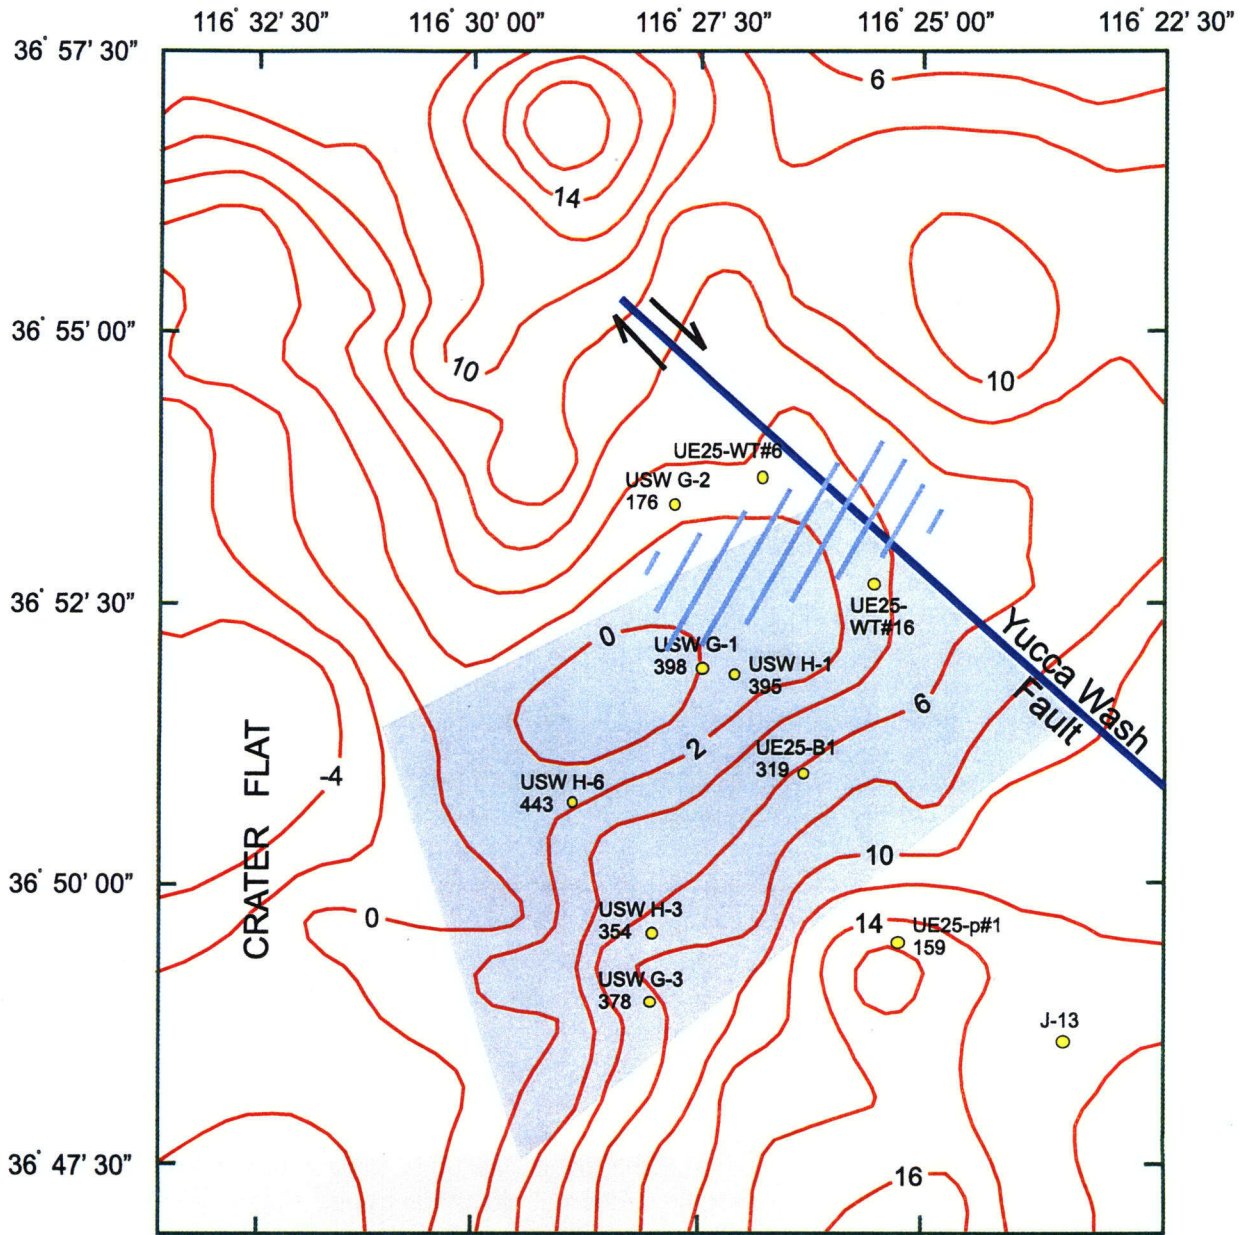 116° 32' 30” 116° 30' 00” 116° 27' 30” 116° 25' 00” 116° 22' 30”
36° 57' 30”
6
14
36° 55' 00”
10
10
UE25-WT#6
USW G-2
176
36° 52' 30”
UE25-
WT#16
Yucca Wash
Fault
0
USW G-1
398
USW H-1
395
6
2
UE25-B1
319
-4
USW H-6
443
CRATER FLAT
10
36° 50' 00”
0
USW H-3
354
14
UE25-p#1
159
USW G-3
378
J-13
36° 47' 30”
16